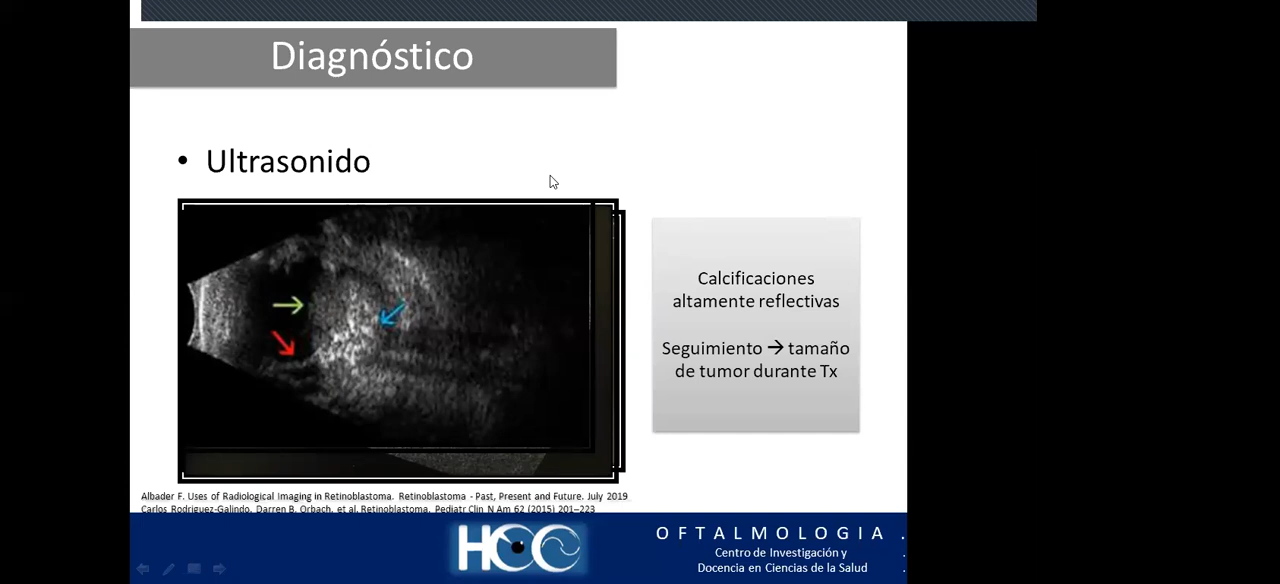 Diagnóstico
• Ultrasonido
Calcificaciones
altamente reflectivas
Seguimiento → tamaño
de tumor durante Tx
Albader F. Uses of Radiological Imaging in Retinoblastoma. Retinoblastoma - Past, Present and Future. July 2019
Carlos Rodriguez-Galindo, Darren B. Orbach, et al. Retinoblastoma. Pediatr Clin N Am 62 (2015) 201–223
HCC
OFTALMOLOGIA .
Centro de Investigación y .
Docencia en Ciencias de la Salud .